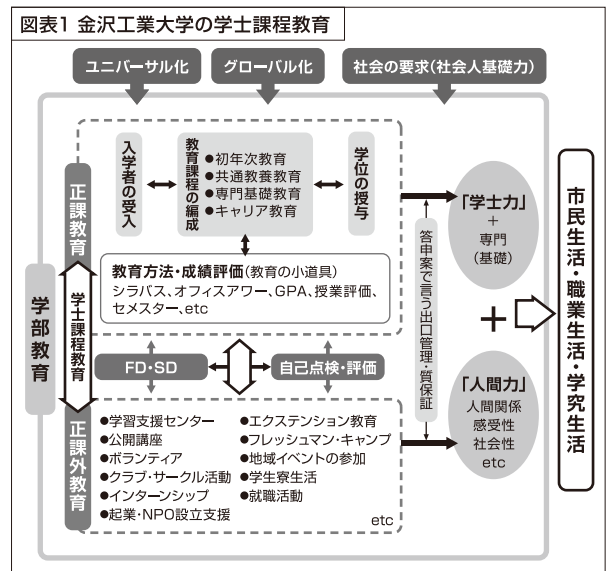 図表1 金沢工業大学の学士課程教育
ユニバーサル化
グローバル化
社会の要求(社会人基礎力)
学部教育
正課教育
学士課程教育
正課外教育
入学者の受入
教育課程の編成
●初年次教育
●共通教養教育
●専門基礎教育
●キャリア教育
学位の授与
教育方法・成績評価(教育の小道具)
シラバス、オフィスアワー、GPA、授業評価、
セメスター、etc
FD・SD
自己点検・評価
●学習支援センター
●公開講座
●ボランティア
●クラブ・サークル活動
●インターンシップ
●起業・NPO設立支援
●エクステンション教育
●フレッシュマン・キャンプ
●地域イベントの参加
●学生寮生活
●就職活動
etc
答申案で言う出口管理・質保証
「学士力」
+
専門
(基礎)
+
「人間力」
人間関係
感受性
社会性
etc
市民生活・職業生活・学究生活